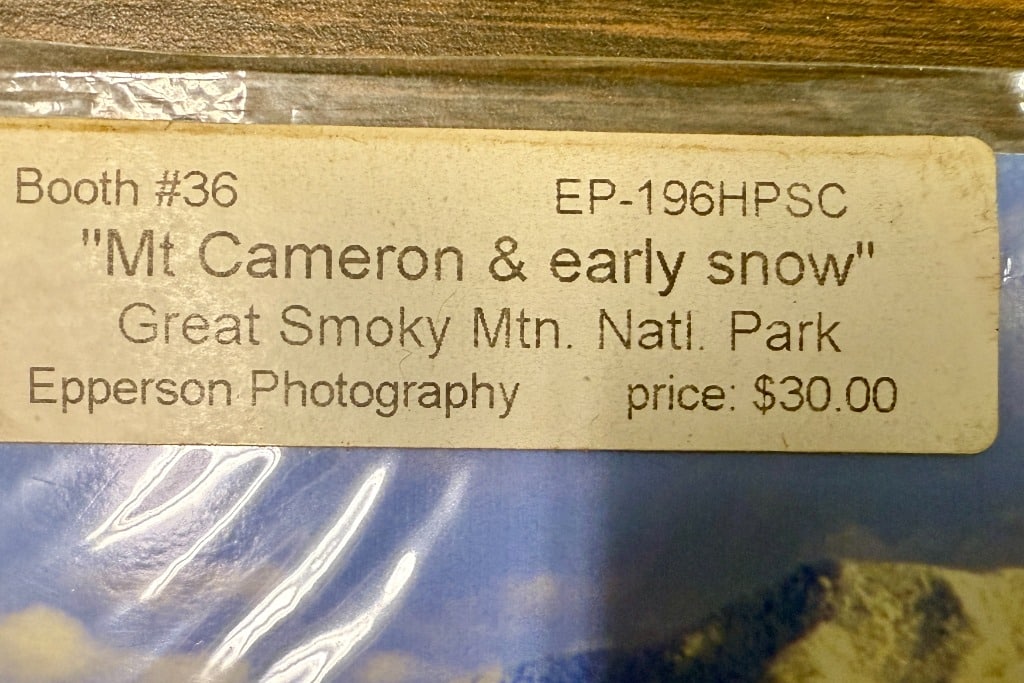 Booth #36 EP-196HPSC
"Mt Cameron & early snow"
Great Smoky Mtn. Natl. Park
Epperson Photography price: $30.00